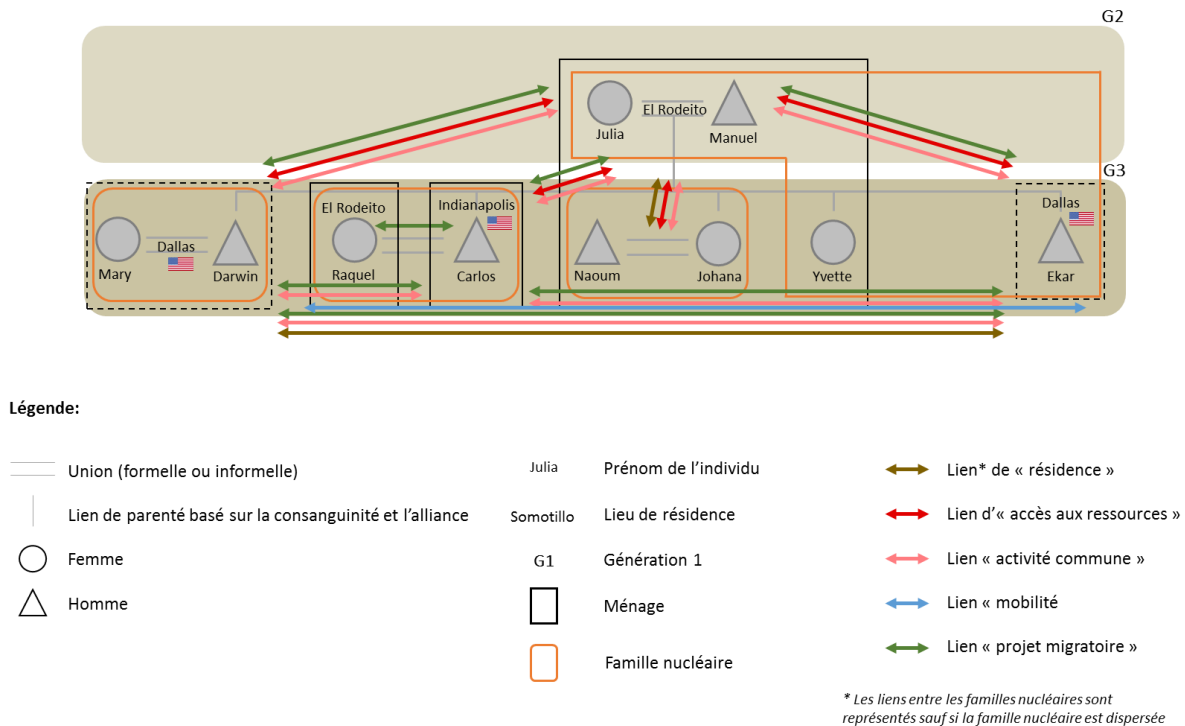 G2
El Rodeito
Julia
Manuel
G3
El Rodeito
Indianapolis
Dallas
Dallas
Mary
Darwin
Raquel
Carlos
Naoum
Johana
Yvette
Ekar
Légende:
Union (formelle ou informelle)
Lien de parenté basé sur la consanguinité et l’alliance
Femme
Homme
Julia
Prénom de l’individu
Somotillo
Lieu de résidence
G1
Génération 1
Ménage
Famille nucléaire
Lien* de « résidence »
Lien d’« accès aux ressources »
Lien « activité commune »
Lien « mobilité
Lien « projet migratoire »
* Les liens entre les familles nucléaires sont
représentés sauf si la famille nucléaire est dispersée